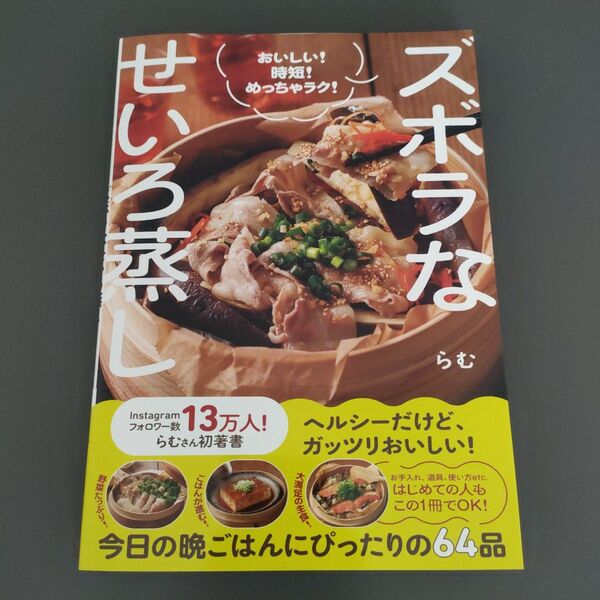 ズボラな
せいろ蒸し
おいしい!
時短!
めっちゃラク!
らむ
Instagram
フォロワー数
13万人!
らむさん初著書
ヘルシーだけど、
ガッツリおいしい!
野菜たっぷり!
ごはんが進む!
大満足の主食!
お手入れ、道具、使い方etc.
はじめての人も
この1冊でOK!
今日の晩ごはんにぴったりの64品